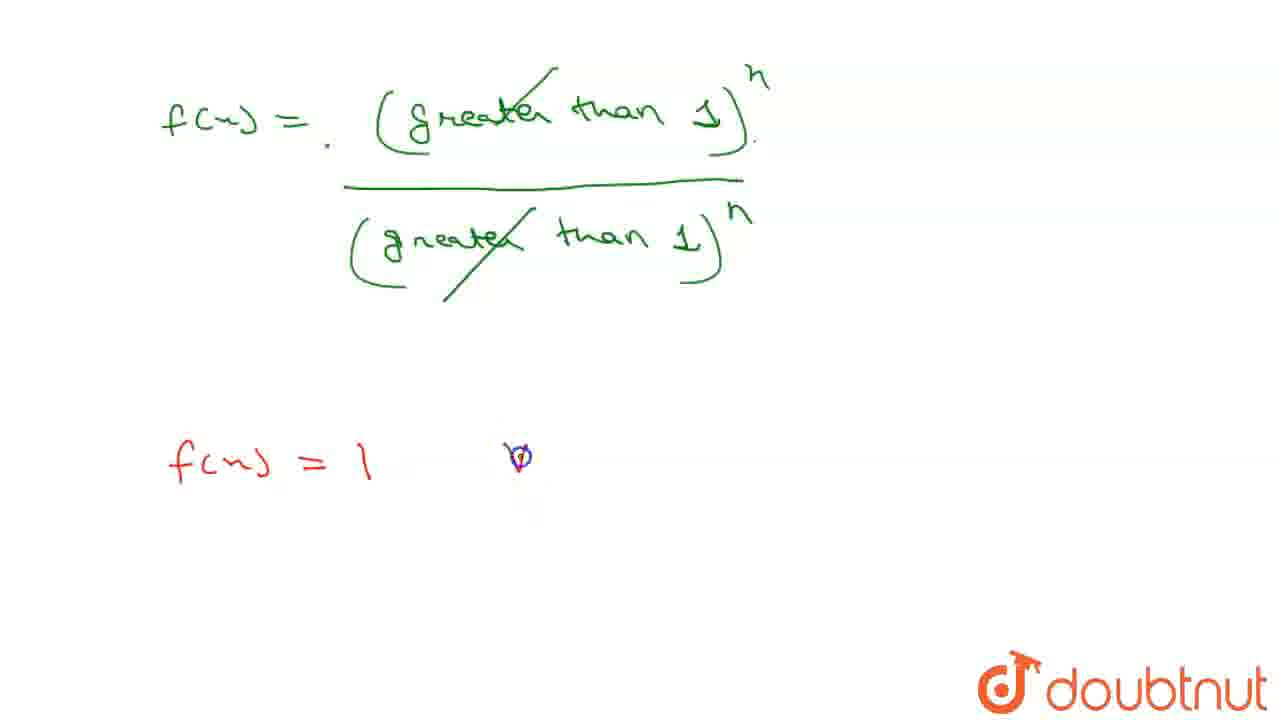 f(x) = (greater than 1)^n
(greater than 1)^n
f(x) = 1 ∀
doubtnut